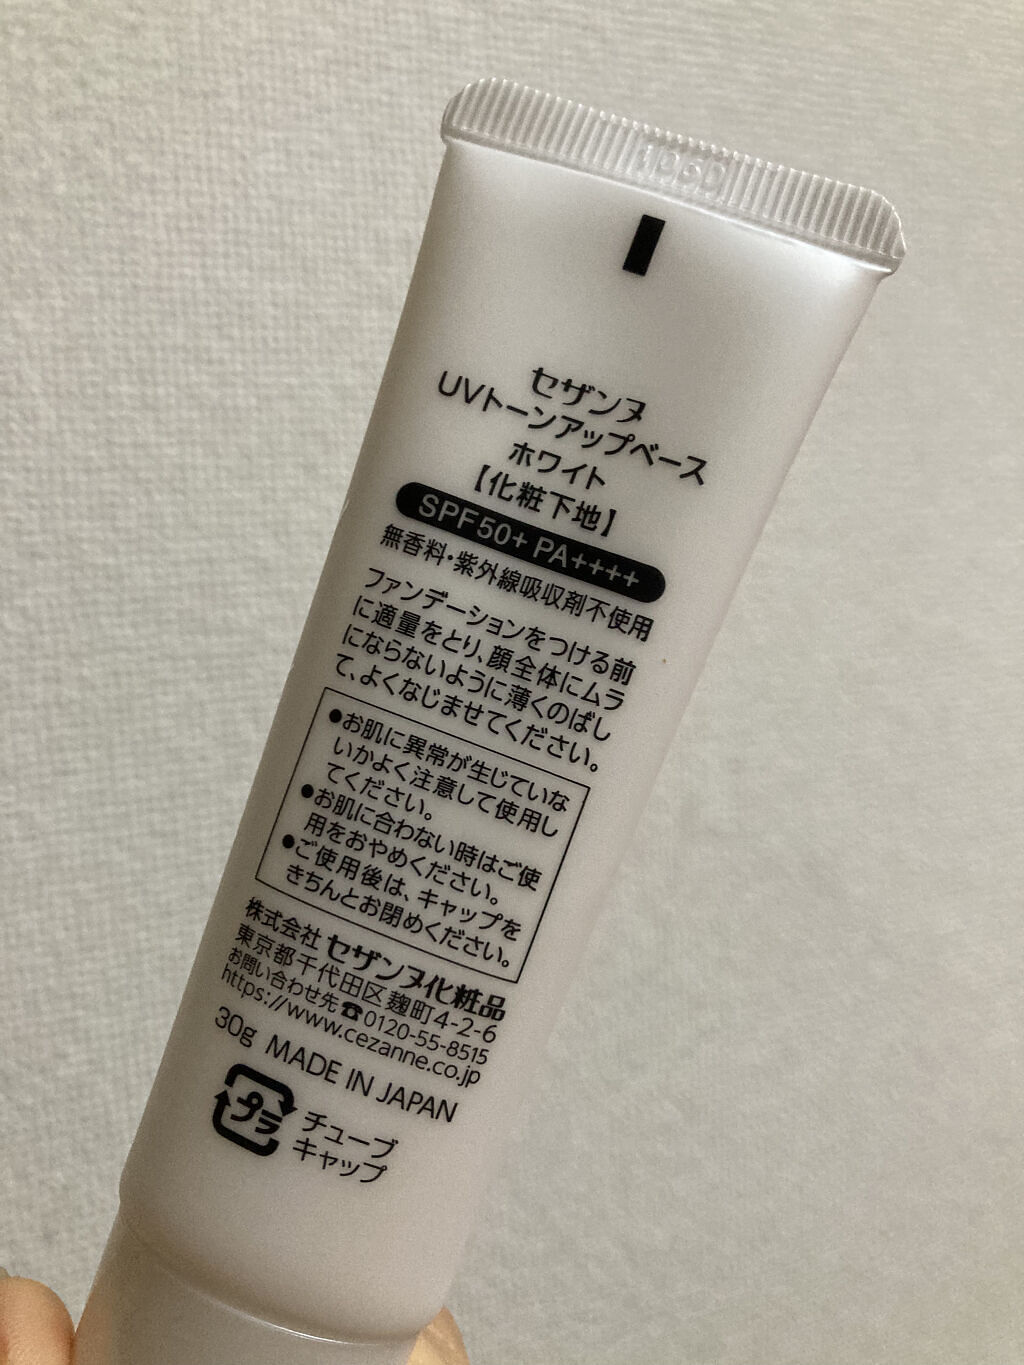 セザンヌ
UVトーンアップベース
ホワイト
【化粧下地】
SPF50+ PA++++
無香料・紫外線吸収剤不使用
ファンデーションをつける前
に適量をとり、顔全体にムラ
にならないように薄くのばし
て、よくなじませてください。
●お肌に異常が生じていな
いかよく注意して使用し
てください。
●お肌に合わない時はご使
用をおやめください。
●ご使用後は、キャップを
きちんとお閉めください。
株式会社 セザンヌ化粧品
東京都千代田区麹町4-2-6
お問い合わせ先☎0120-55-8515
https://www.cezanne.co.jp
30g MADE IN JAPAN
プラ
チューブ
キャップ